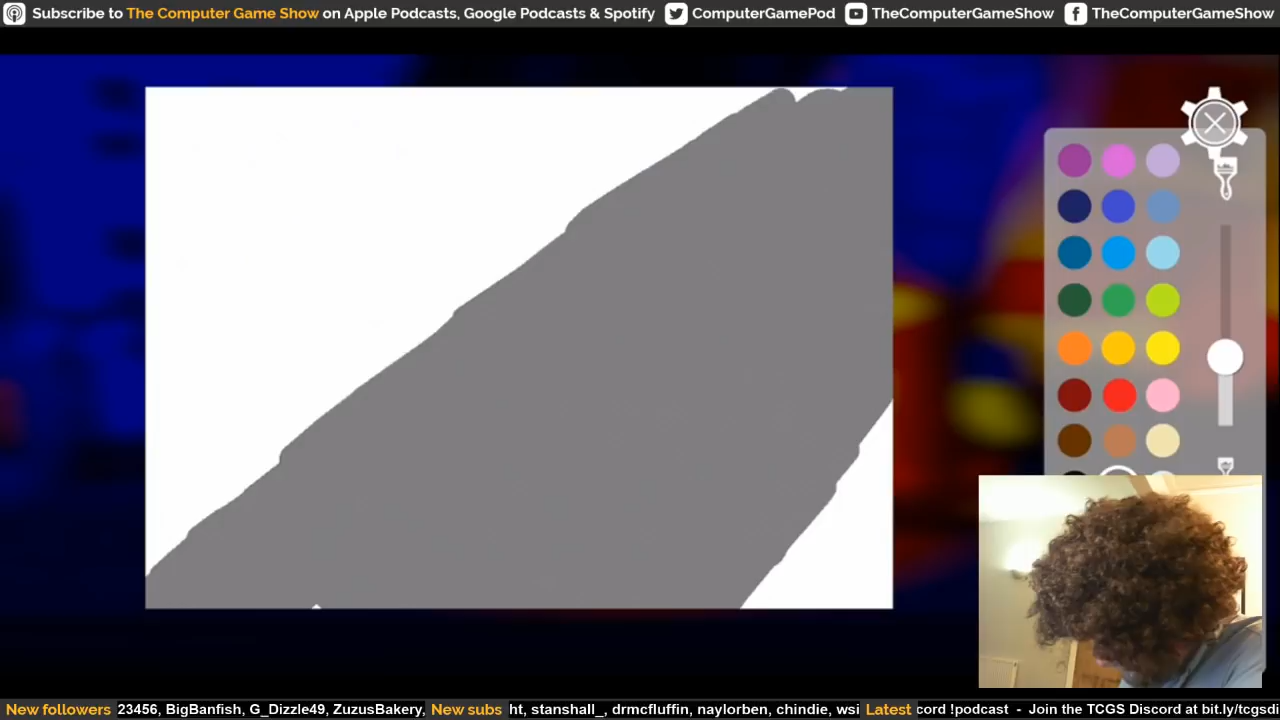 Subscribe to The Computer Game Show on Apple Podcasts, Google Podcasts & Spotify ComputerGamePod TheComputerGameShow TheComputerGameShow
New followers 23456, BigBanfish, G_Dizzle49, ZuzusBakery, New subs ht, stanshall_, drmcfluffin, naylorben, chindie, wsi Latest cord !podcast - Join the TCGS Discord at bit.ly/tcgsdi